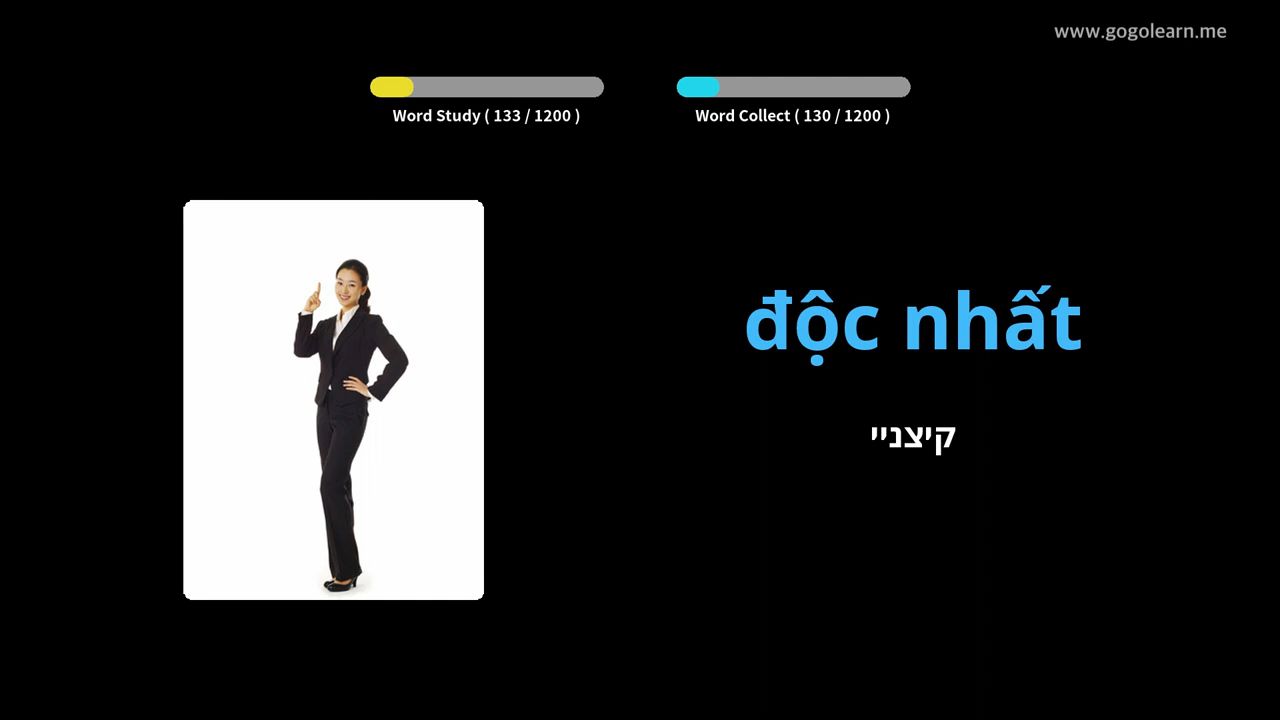 www.gogolearn.me
Word Study ( 133 / 1200 )
Word Collect ( 130 / 1200 )
độc nhất
קיצניי